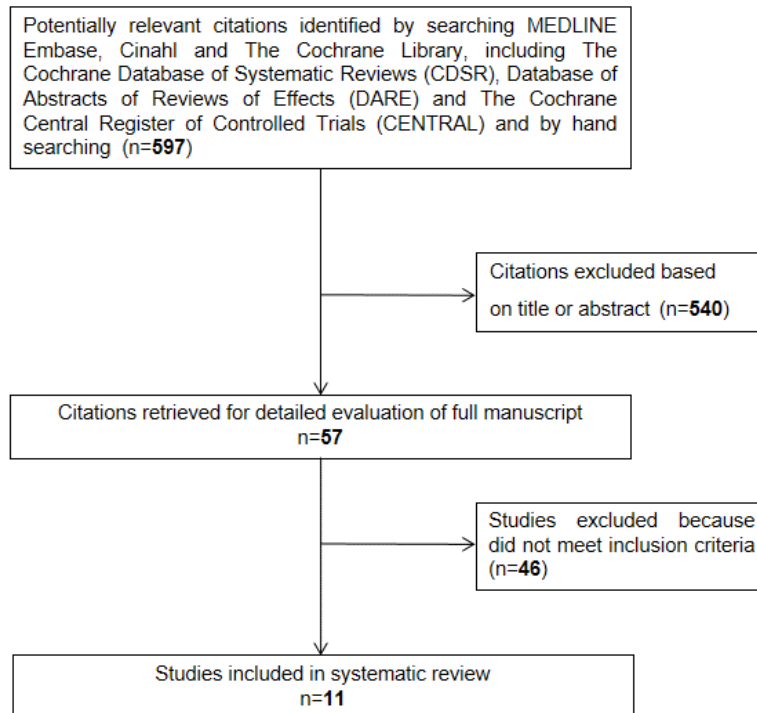 Potentially relevant citations identified by searching MEDLINE
Embase, Cinahl and The Cochrane Library, including The
Cochrane Database of Systematic Reviews (CDSR), Database of
Abstracts of Reviews of Effects (DARE) and The Cochrane
Central Register of Controlled Trials (CENTRAL) and by hand
searching (n=597)
Citations excluded based
on title or abstract (n=540)
Citations retrieved for detailed evaluation of full manuscript
n=57
Studies excluded because
did not meet inclusion criteria
(n=46)
Studies included in systematic review
n=11